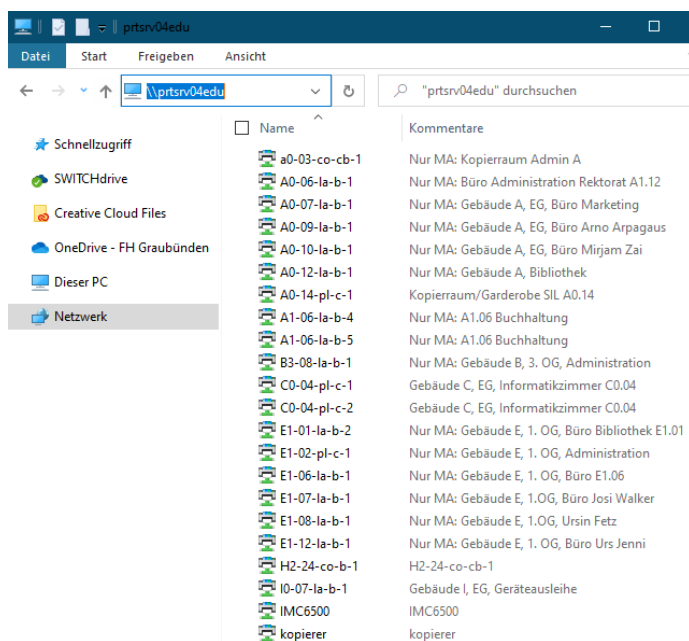 prtsrv04edu
Datei Start Freigeben Ansicht
\\prtsrv04edu "prtsrv04edu" durchsuchen
Schnellzugriff
SWITCHdrive
Creative Cloud Files
OneDrive - FH Graubünden
Dieser PC
Netzwerk
Name Kommentare
a0-03-co-cb-1 Nur MA: Kopierraum Admin A
A0-06-la-b-1 Nur MA: Büro Administration Rektorat A1.12
A0-07-la-b-1 Nur MA: Gebäude A, EG, Büro Marketing
A0-09-la-b-1 Nur MA: Gebäude A, EG, Büro Arno Arpagaus
A0-10-la-b-1 Nur MA: Gebäude A, EG, Büro Mirjam Zai
A0-12-la-b-1 Nur MA: Gebäude A, Bibliothek
A0-14-pl-c-1 Kopierraum/Garderobe SIL A0.14
A1-06-la-b-4 Nur MA: A1.06 Buchhaltung
A1-06-la-b-5 Nur MA: A1.06 Buchhaltung
B3-08-la-b-1 Nur MA: Gebäude B, 3. OG, Administration
C0-04-pl-c-1 Gebäude C, EG, Informatikzimmer C0.04
C0-04-pl-c-2 Gebäude C, EG, Informatikzimmer C0.04
E1-01-la-b-2 Nur MA: Gebäude E, 1. OG, Büro Bibliothek E1.01
E1-02-pl-c-1 Nur MA: Gebäude E, 1. OG, Administration
E1-06-la-b-1 Nur MA: Gebäude E, 1. OG, Büro E1.06
E1-07-la-b-1 Nur MA: Gebäude E, 1.OG, Büro Josi Walker
E1-08-la-b-1 Nur MA: Gebäude E, 1.OG, Ursin Fetz
E1-12-la-b-1 Nur MA: Gebäude E, 1. OG, Büro Urs Jenni
H2-24-co-b-1 H2-24-co-cb-1
I0-07-la-b-1 Gebäude I, EG, Geräteausleihe
IMC6500 IMC6500
kopierer kopierer